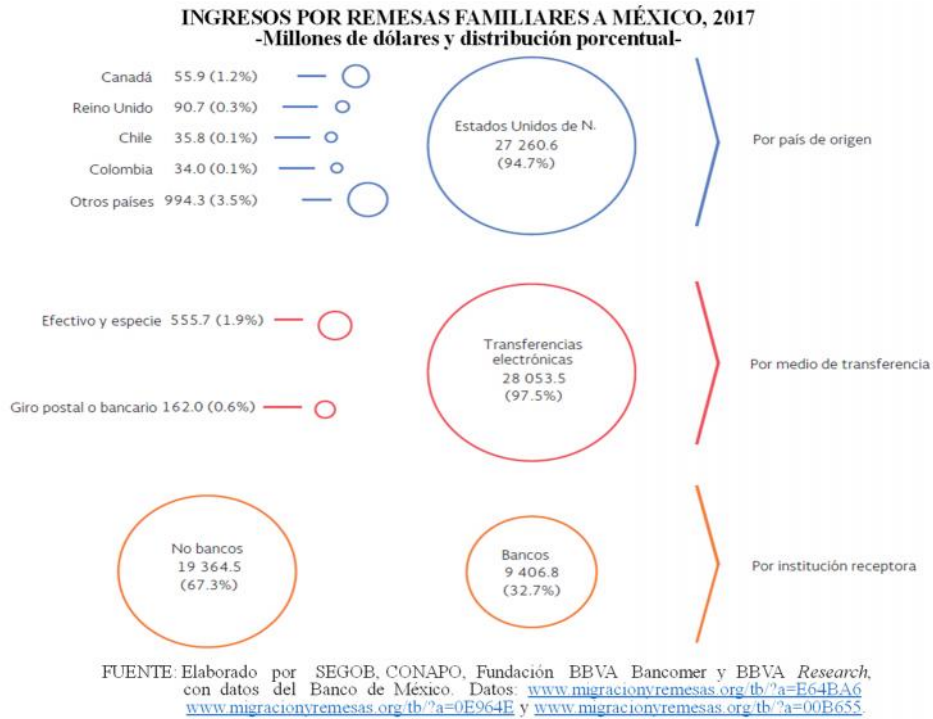 INGRESOS POR REMESAS FAMILIARES A MÉXICO, 2017
-Millones de dólares y distribución porcentual-
Canadá 55.9 (1.2%)
Reino Unido 90.7 (0.3%)
Chile 35.8 (0.1%)
Colombia 34.0 (0.1%)
Otros países 994.3 (3.5%)
Estados Unidos de N.
27 260.6
(94.7%)
Por país de origen
Efectivo y especie 555.7 (1.9%)
Giro postal o bancario 162.0 (0.6%)
Transferencias
electrónicas
28 053.5
(97.5%)
Por medio de transferencia
No bancos
19 364.5
(67.3%)
Bancos
9 406.8
(32.7%)
Por institución receptora
FUENTE: Elaborado por SEGOB, CONAPO, Fundación BBVA Bancomer y BBVA Research,
con datos del Banco de México. Datos: www.migracionyremesas.org/tb/?a=E64BA6
www.migracionyremesas.org/tb/?a=0E964E y www.migracionyremesas.org/tb/?a=00B655.